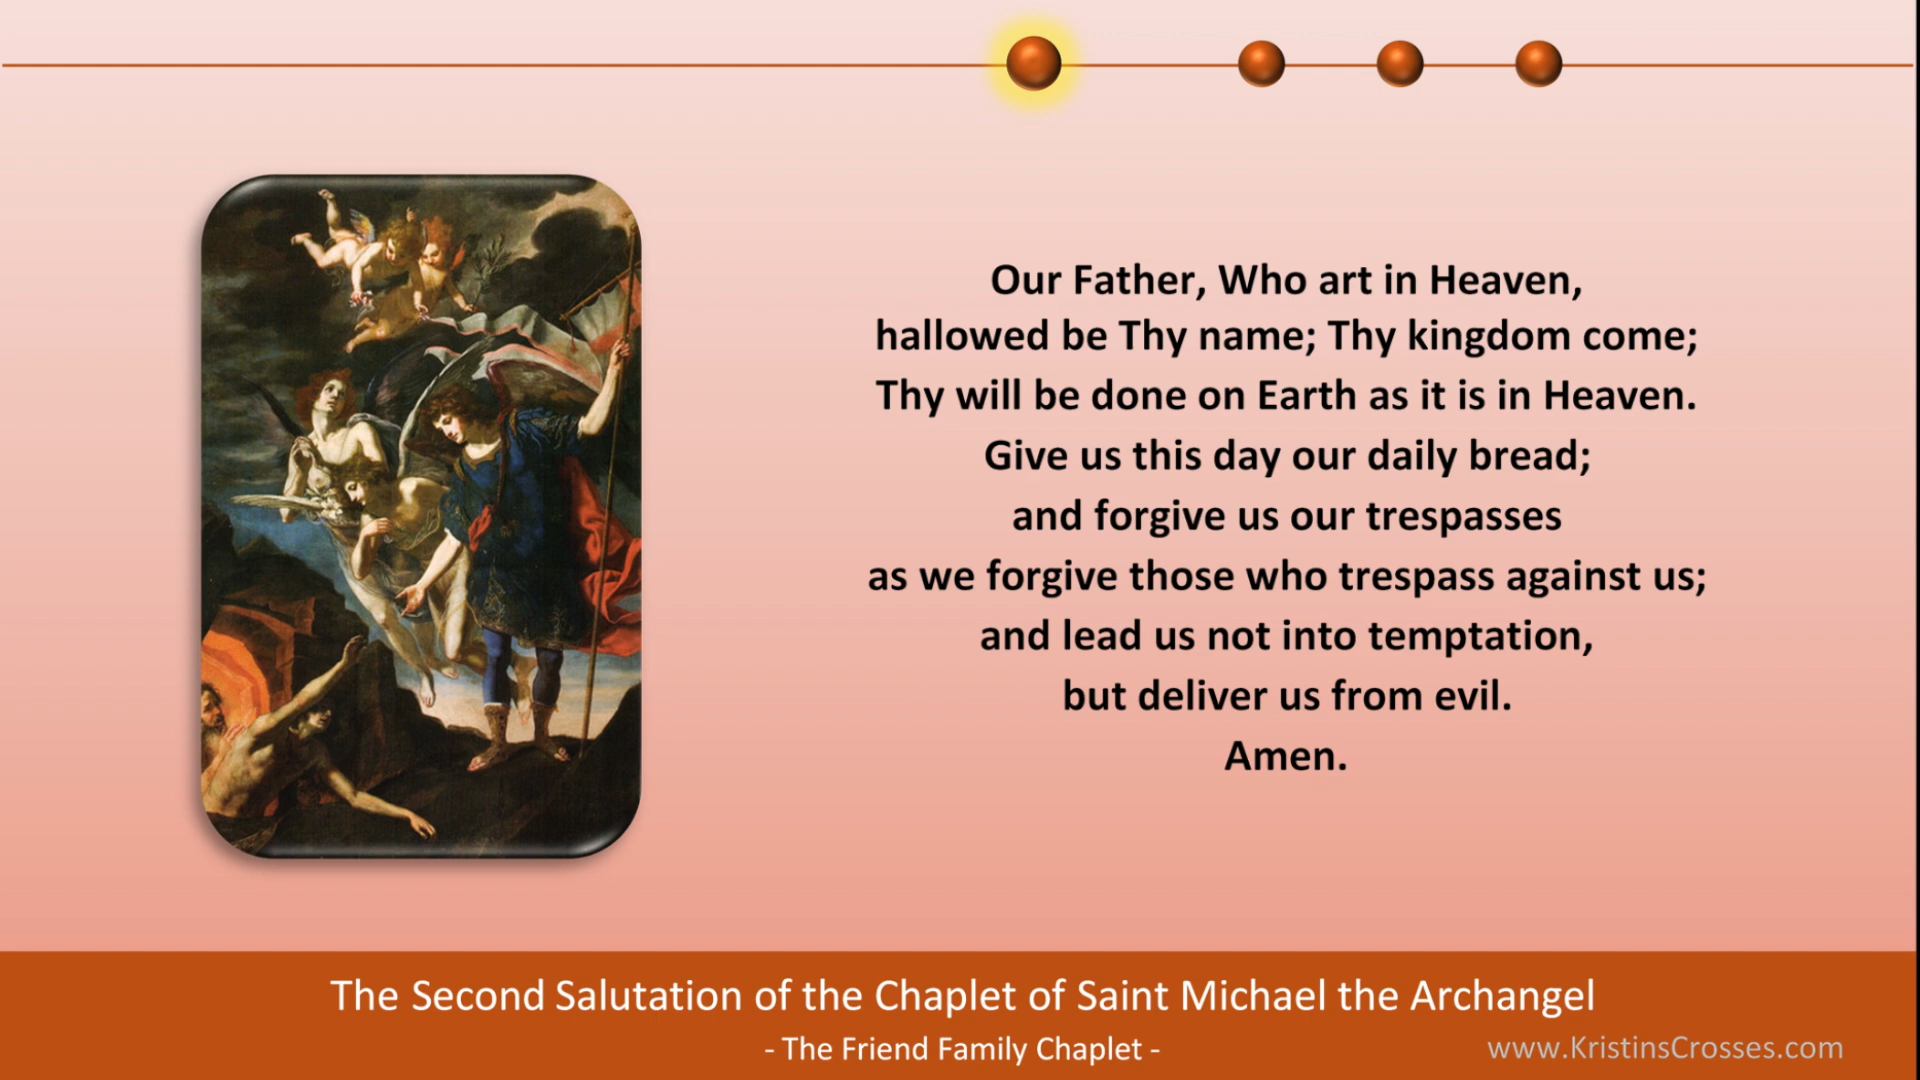 Our Father, Who art in Heaven,
hallowed be Thy name; Thy kingdom come;
Thy will be done on Earth as it is in Heaven.
Give us this day our daily bread;
and forgive us our trespasses
as we forgive those who trespass against us;
and lead us not into temptation,
but deliver us from evil.
Amen.
The Second Salutation of the Chaplet of Saint Michael the Archangel
- The Friend Family Chaplet -
www.KristinsCrosses.com